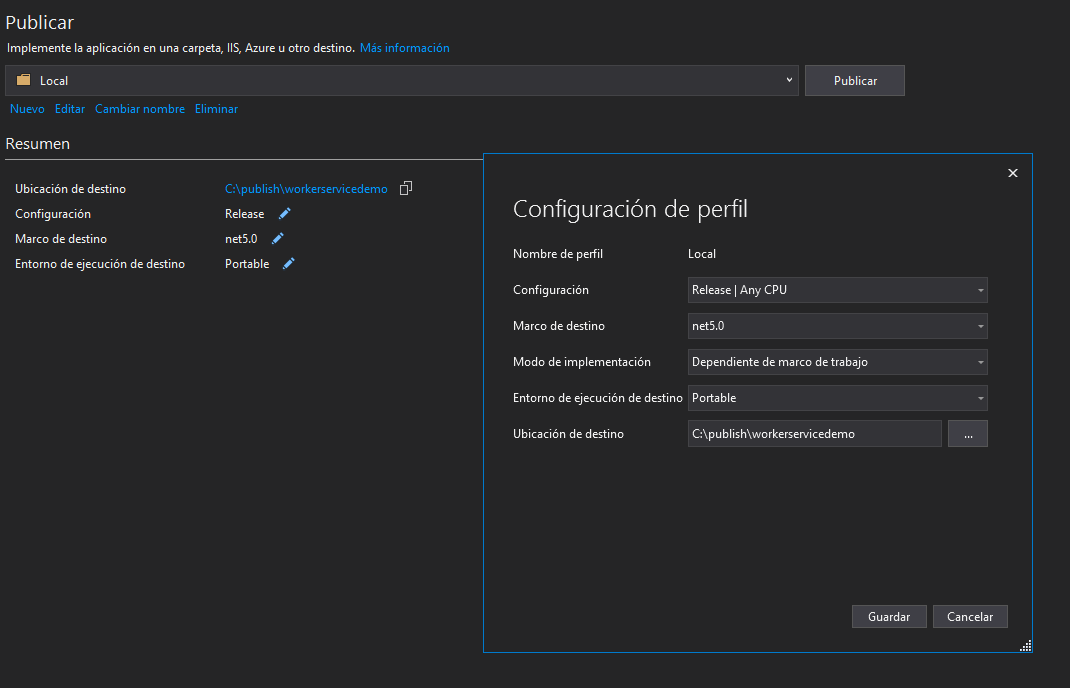 Publicar
Implemente la aplicación en una carpeta, IIS, Azure u otro destino. Más información
Local
Publicar
Nuevo Editar Cambiar nombre Eliminar
Resumen
Ubicación de destino C:\publish\workerservicedemo
Configuración Release
Marco de destino net5.0
Entorno de ejecución de destino Portable
Configuración de perfil
Nombre de perfil Local
Configuración Release | Any CPU
Marco de destino net5.0
Modo de implementación Dependiente de marco de trabajo
Entorno de ejecución de destino Portable
Ubicación de destino C:\publish\workerservicedemo ...
Guardar Cancelar